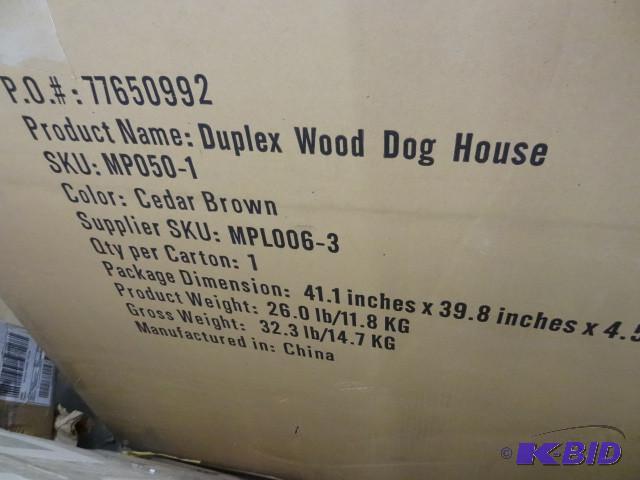 P.O.#: 77650992
Product Name: Duplex Wood Dog House
SKU: MP050-1
Color: Cedar Brown
Supplier SKU: MPL006-3
Qty per Carton: 1
Package Dimension: 41.1 inches x 39.8 inches x 4.5
Product Weight: 26.0 lb/11.8 KG
Gross Weight: 32.3 lb/14.7 KG
Manufactured in: China
© K-BID